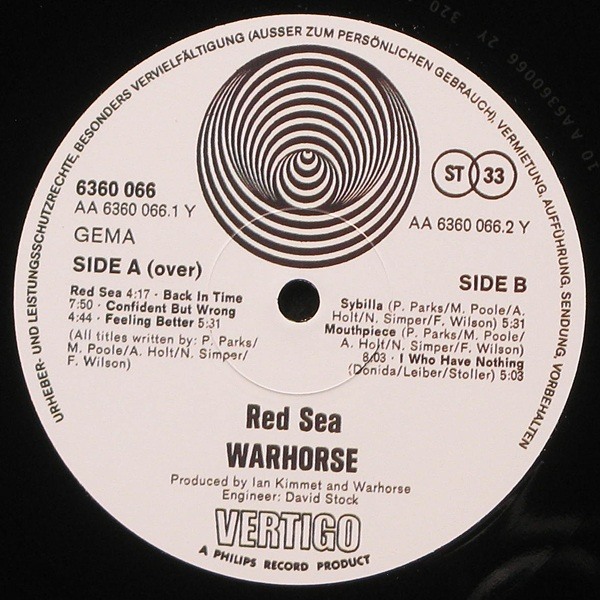 URHEBER- UND LEISTUNGSSCHUTZRECHTE, BESONDERS VERVIELFÄLTIGUNG (AUSSER ZUM PERSÖNLICHEN GEBRAUCH), VERMIETUNG, AUFFÜHRUNG, SENDUNG, VORBEHALTEN
6360 066
AA 6360 066.1 Y
GEMA
SIDE A (over)
Red Sea 4:17 · Back In Time
7:50 · Confident But Wrong
4:44 · Feeling Better 5:31
(All titles written by: P. Parks/
M. Poole/A. Holt/N. Simper/
F. Wilson)
ST 33
AA 6360 066.2 Y
SIDE B
Sybilla (P. Parks/M. Poole/A.
Holt/N. Simper/F. Wilson) 5:31
Mouthpiece (P. Parks/M. Poole/
A. Holt/N. Simper/F. Wilson)
8:03 · I Who Have Nothing
(Donida/Leiber/Stoller) 5:03
Red Sea
WARHORSE
Produced by Ian Kimmet and Warhorse
Engineer: David Stock
VERTIGO
A PHILIPS RECORD PRODUCT
10 AA6360066 2Y 320